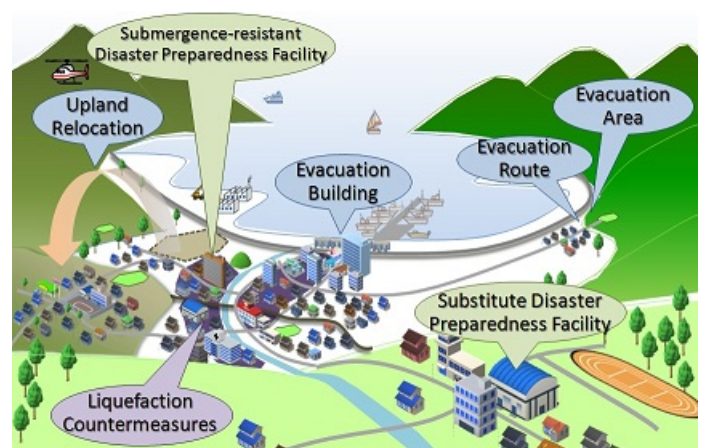 Submergence-resistant
Disaster Preparedness Facility
Upland
Relocation
Evacuation
Area
Evacuation
Route
Evacuation
Building
Substitute Disaster
Preparedness Facility
Liquefaction
Countermeasures